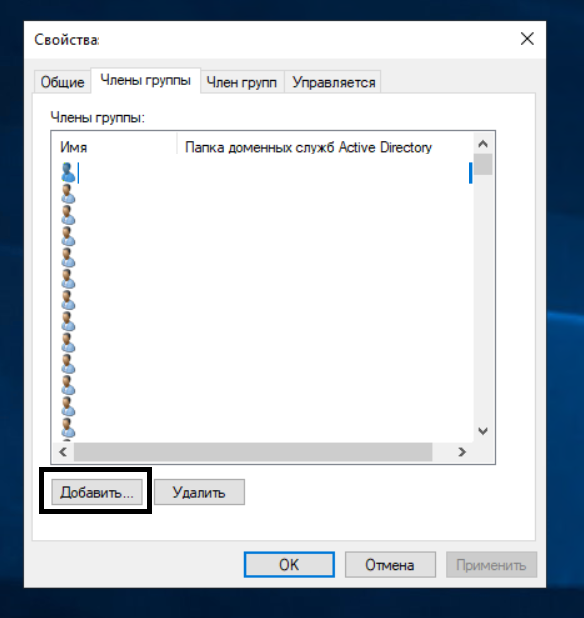 Свойства:
Общие Члены группы Член групп Управляется
Члены группы:
Имя Папка доменных служб Active Directory
Добавить... Удалить
OK Отмена Применить